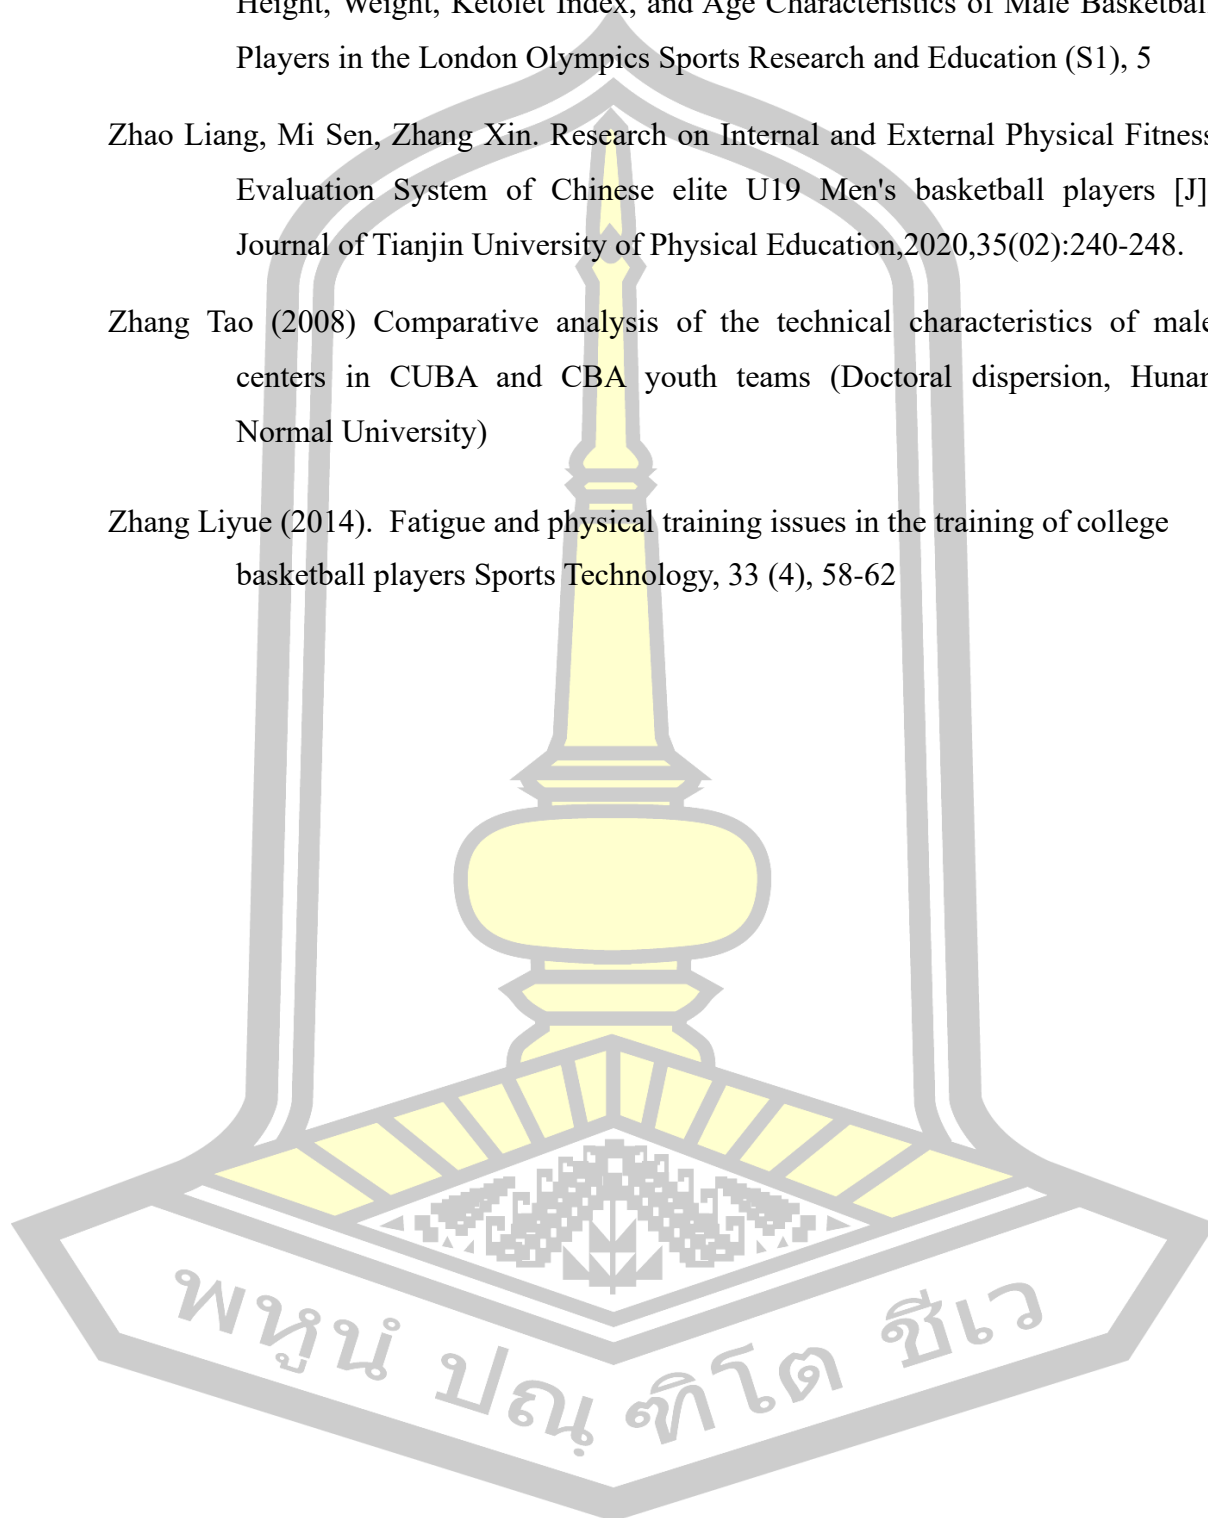 Height, Weight, Ketolet Index, and Age Characteristics of Male Basketball
Players in the London Olympics Sports Research and Education (S1), 5
Zhao Liang, Mi Sen, Zhang Xin. Research on Internal and External Physical Fitness
Evaluation System of Chinese elite U19 Men's basketball players [J]
Journal of Tianjin University of Physical Education,2020,35(02):240-248.
Zhang Tao (2008) Comparative analysis of the technical characteristics of male
centers in CUBA and CBA youth teams (Doctoral dispersion, Hunan
Normal University)
Zhang Liyue (2014). Fatigue and physical training issues in the training of college
basketball players Sports Technology, 33 (4), 58-62
พหูนํ ปณฺฑิโต ชีเว